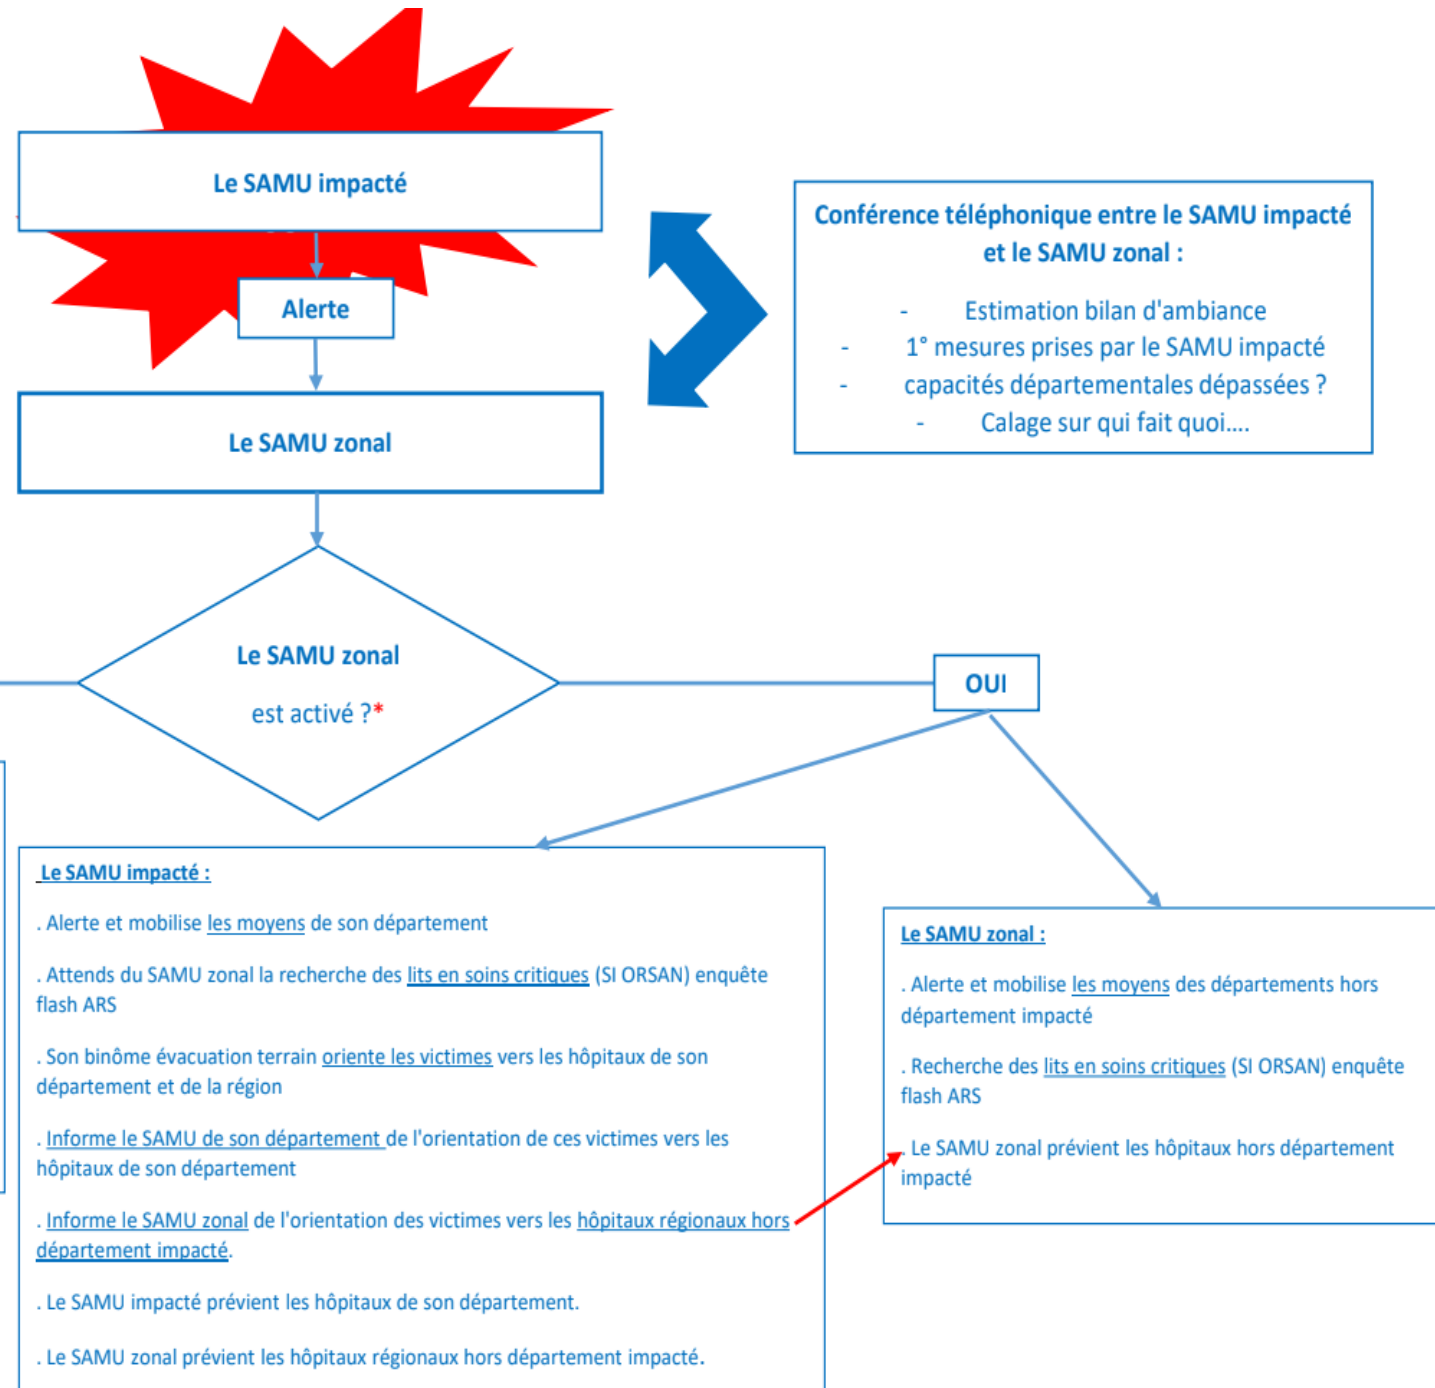 Le SAMU impacté
Alerte
Le SAMU zonal
Conférence téléphonique entre le SAMU impacté
et le SAMU zonal :
- Estimation bilan d'ambiance
- 1° mesures prises par le SAMU impacté
- capacités départementales dépassées ?
- Calage sur qui fait quoi....
Le SAMU zonal
est activé ?*
OUI
Le SAMU impacté :
. Alerte et mobilise les moyens de son département
. Attends du SAMU zonal la recherche des lits en soins critiques (SI ORSAN) enquête
flash ARS
. Son binôme évacuation terrain oriente les victimes vers les hôpitaux de son
département et de la région
. Informe le SAMU de son département de l'orientation de ces victimes vers les
hôpitaux de son département
. Informe le SAMU zonal de l'orientation des victimes vers les hôpitaux régionaux hors
département impacté.
. Le SAMU impacté prévient les hôpitaux de son département.
. Le SAMU zonal prévient les hôpitaux régionaux hors département impacté.
Le SAMU zonal :
. Alerte et mobilise les moyens des départements hors
département impacté
. Recherche des lits en soins critiques (SI ORSAN) enquête
flash ARS
. Le SAMU zonal prévient les hôpitaux hors département
impacté